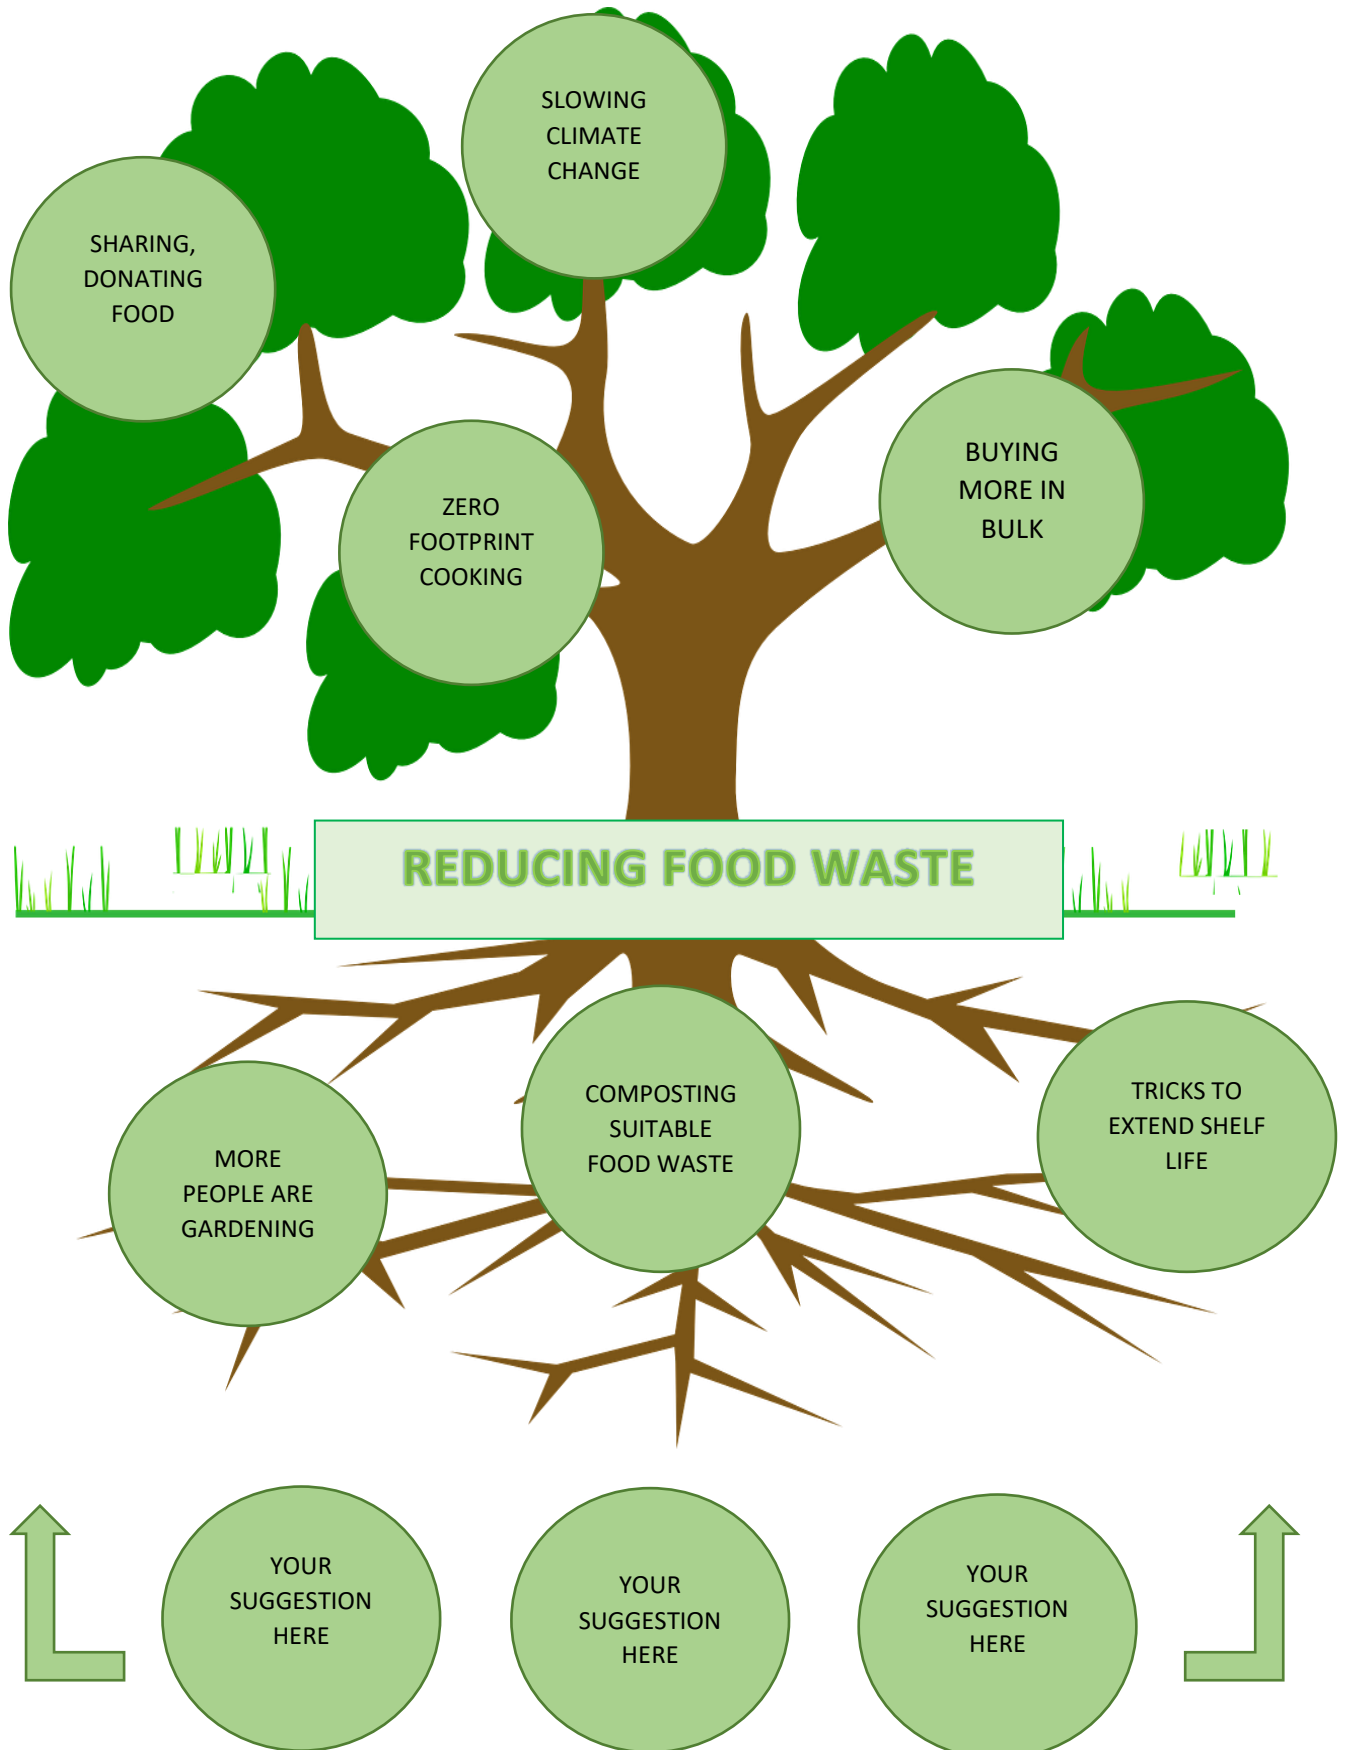 SLOWING
CLIMATE
CHANGE
SHARING,
DONATING
FOOD
BUYING
MORE IN
BULK
ZERO
FOOTPRINT
COOKING
REDUCING FOOD WASTE
COMPOSTING
SUITABLE
FOOD WASTE
TRICKS TO
EXTEND SHELF
LIFE
MORE
PEOPLE ARE
GARDENING
YOUR
SUGGESTION
HERE
YOUR
SUGGESTION
HERE
YOUR
SUGGESTION
HERE